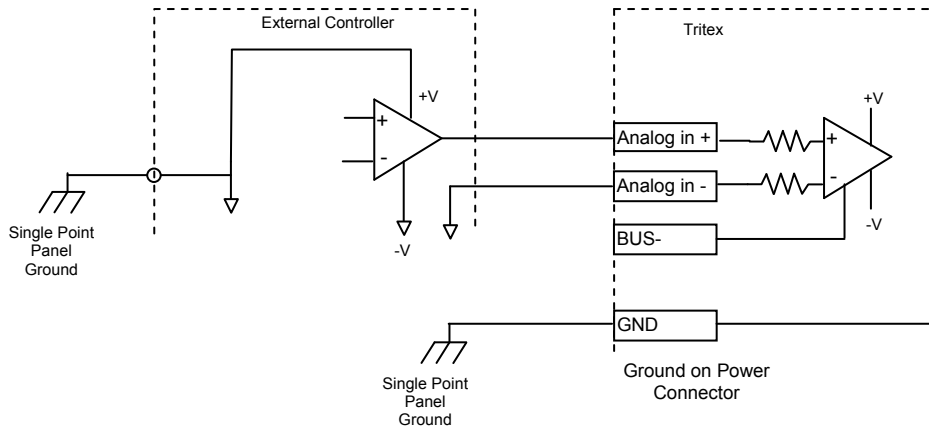 External Controller
Tritex
+V
+V
+
-
Analog in +
Analog in -
+
-
-V
-V
BUS-
Single Point
Panel
Ground
GND
Single Point
Panel
Ground
Ground on Power
Connector